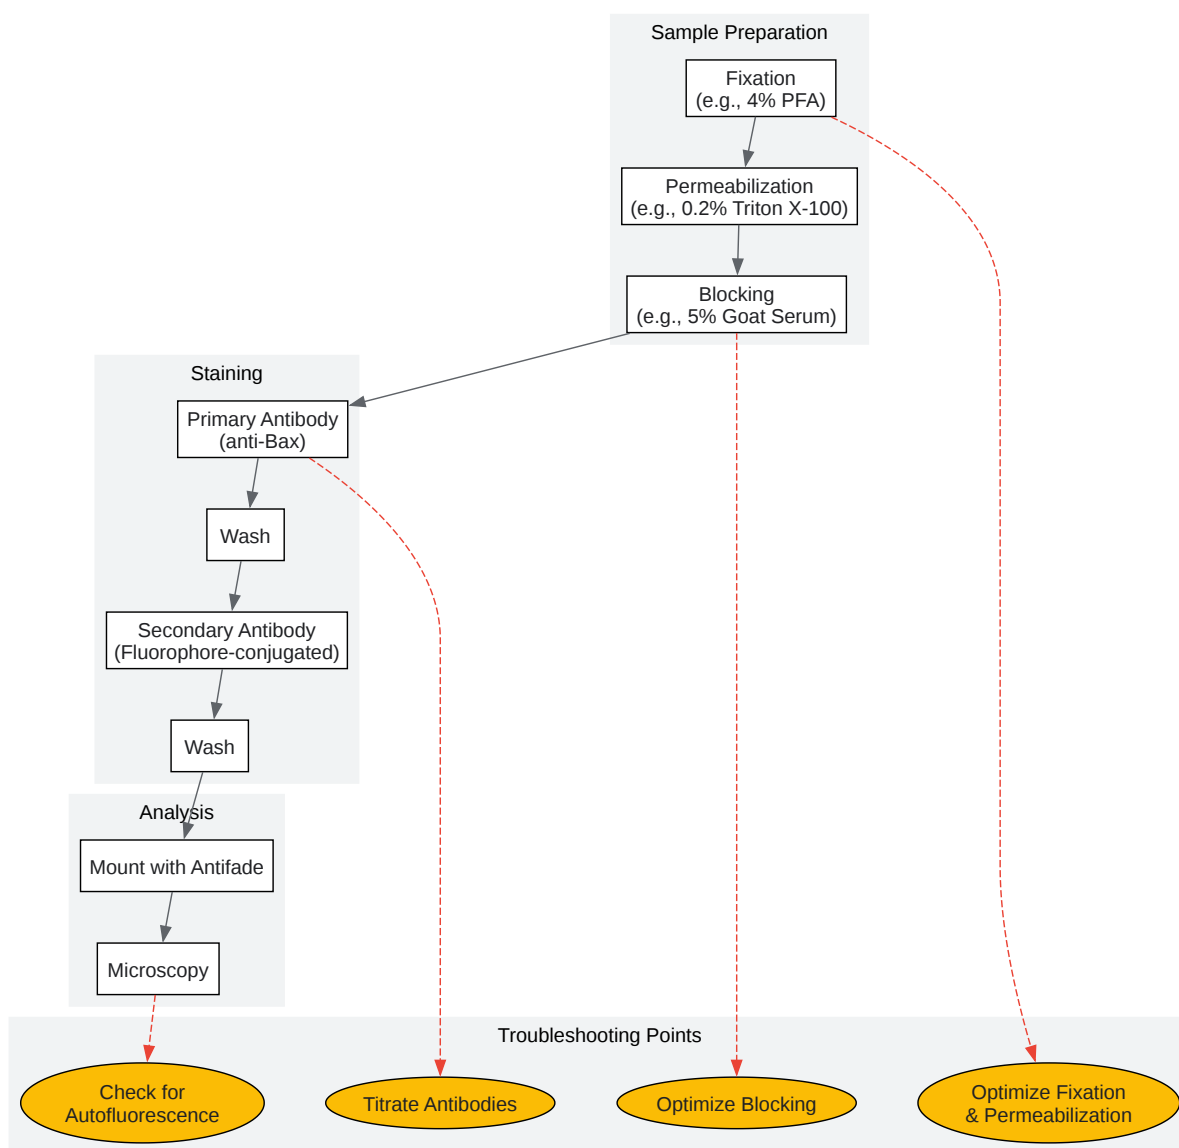 Sample Preparation
Fixation
(e.g., 4% PFA)
Permeabilization
(e.g., 0.2% Triton X-100)
Blocking
(e.g., 5% Goat Serum)
Staining
Primary Antibody
(anti-Bax)
Wash
Secondary Antibody
(Fluorophore-conjugated)
Wash
Analysis
Mount with Antifade
Microscopy
Troubleshooting Points
Check for
Autofluorescence
Titrate Antibodies
Optimize Blocking
Optimize Fixation
& Permeabilization